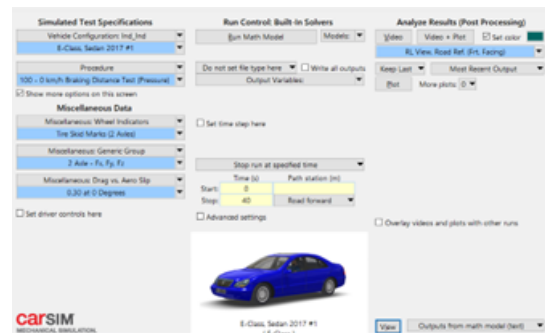 Simulated Test Specifications
Vehicle Configuration: Ind_Ind
E-Class, Sedan 2017 #1
Procedure
100 - 0 km/h Braking Distance Test (Pressure)
Show more options on this screen
Miscellaneous Data
Miscellaneous: Wheel Indicators
Tire Skid Marks (2 Axles)
Miscellaneous: Generic Group
2 Axle - Fx, Fy, Fz
Miscellaneous: Drag vs. Aero Slip
0.30 at 0 Degrees
Set driver controls here
carSIM
MECHANICAL SIMULATION.
Run Control: Built-In Solvers
Run Math Model
Models:
Do not set file type here
Write all outputs
Output Variables:
Set time step here
Stop run at specified time
Time (s)
Path station (m)
Start:
0
Stop:
40
Road forward
Advanced settings
E-Class, Sedan 2017 #1
Analyze Results (Post Processing)
Video
Video + Plot
Set color
RL View: Road Ref. (Frt. Facing)
Keep Last
Most Recent Output
Plot
More plots: 0
Overlay videos and plots with other runs
View
Outputs from math model (text)